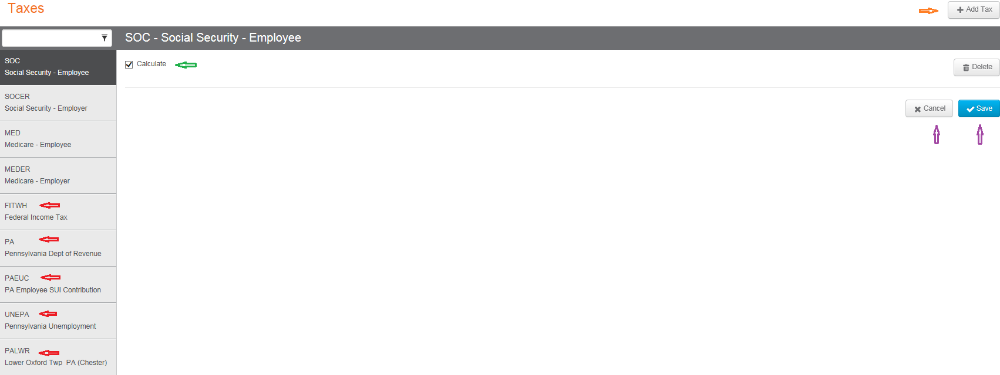 Taxes
Add Tax
SOC - Social Security - Employee
SOC
Social Security - Employee
Calculate
Delete
SOCER
Social Security - Employer
Cancel
Save
MED
Medicare - Employee
MEDER
Medicare - Employer
FITWH
Federal Income Tax
PA
Pennsylvania Dept of Revenue
PAEUC
PA Employee SUI Contribution
UNEPA
Pennsylvania Unemployment
PALWR
Lower Oxford Twp  PA (Chester)